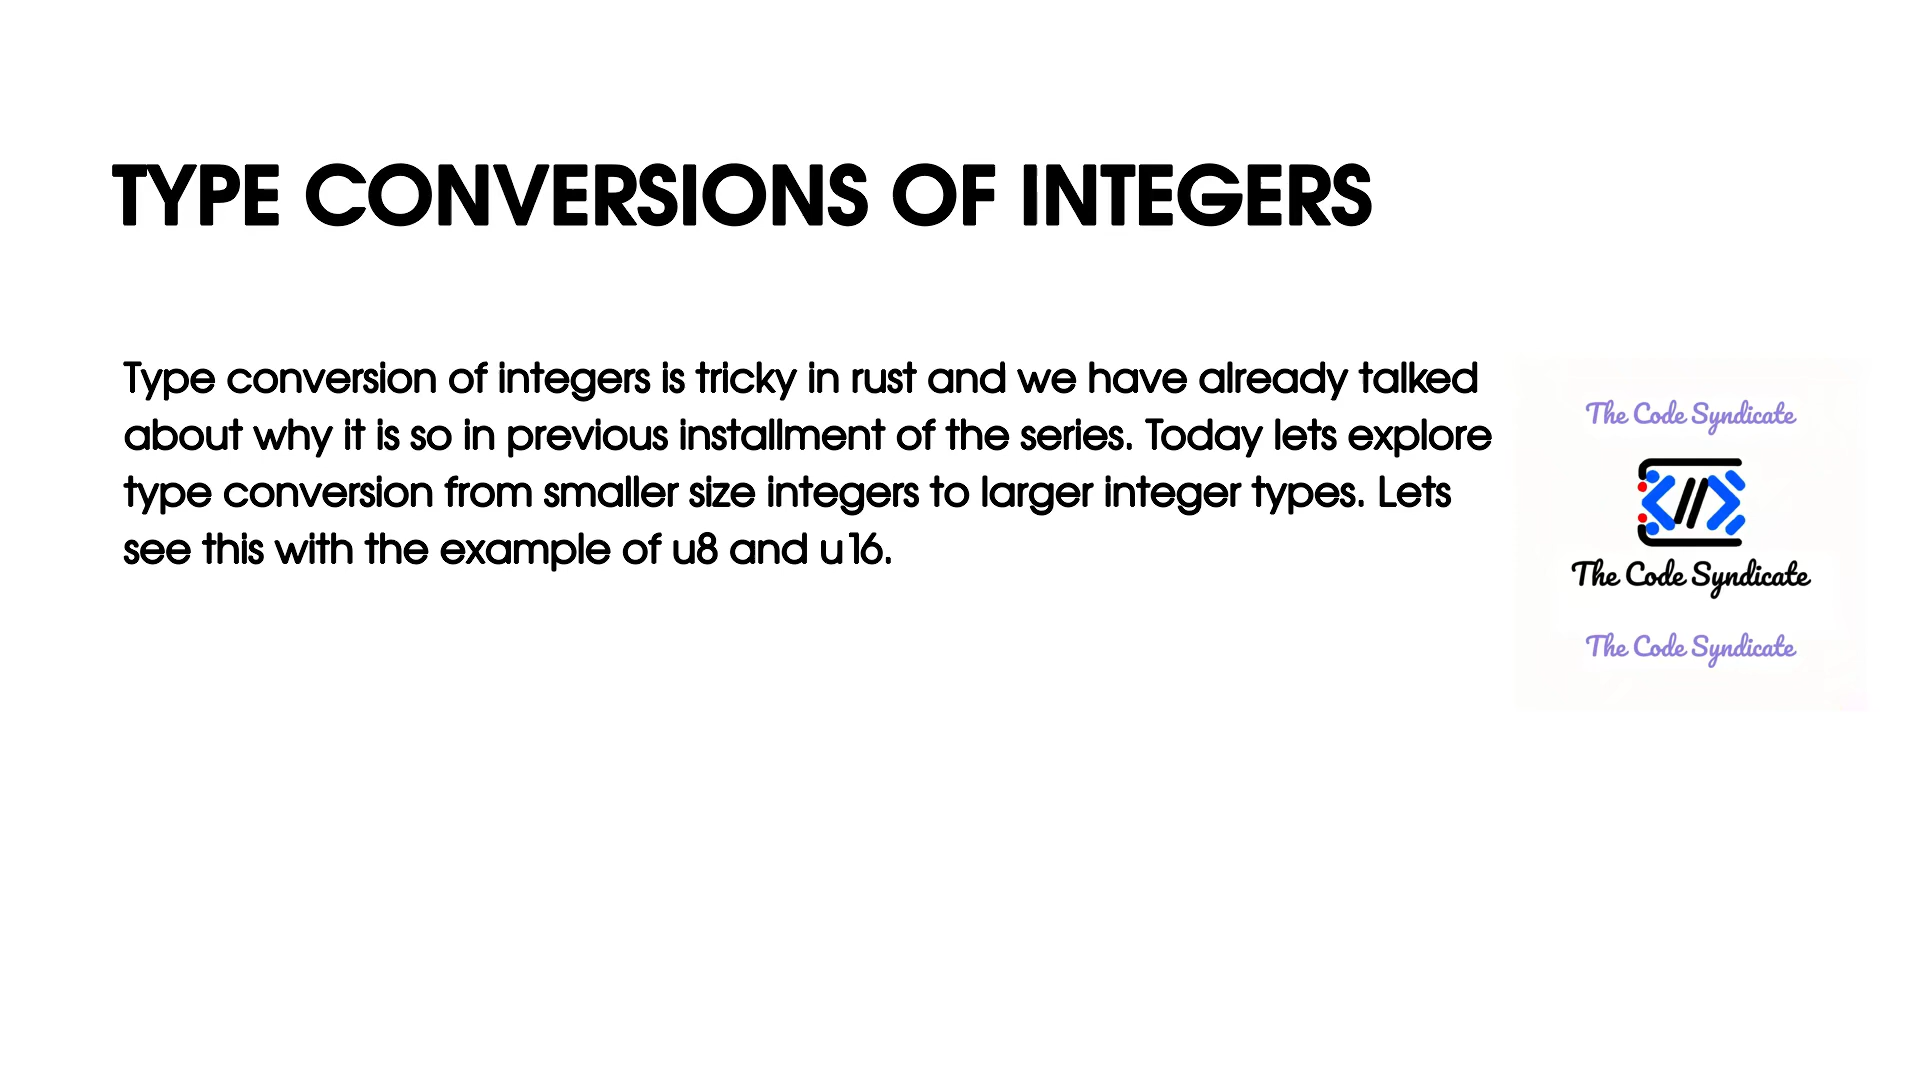 TYPE CONVERSIONS OF INTEGERS
Type conversion of integers is tricky in rust and we have already talked
about why it is so in previous installment of the series. Today lets explore
type conversion from smaller size integers to larger integer types. Lets
see this with the example of u8 and u16.
The Code Syndicate
</>
The Code Syndicate
The Code Syndicate